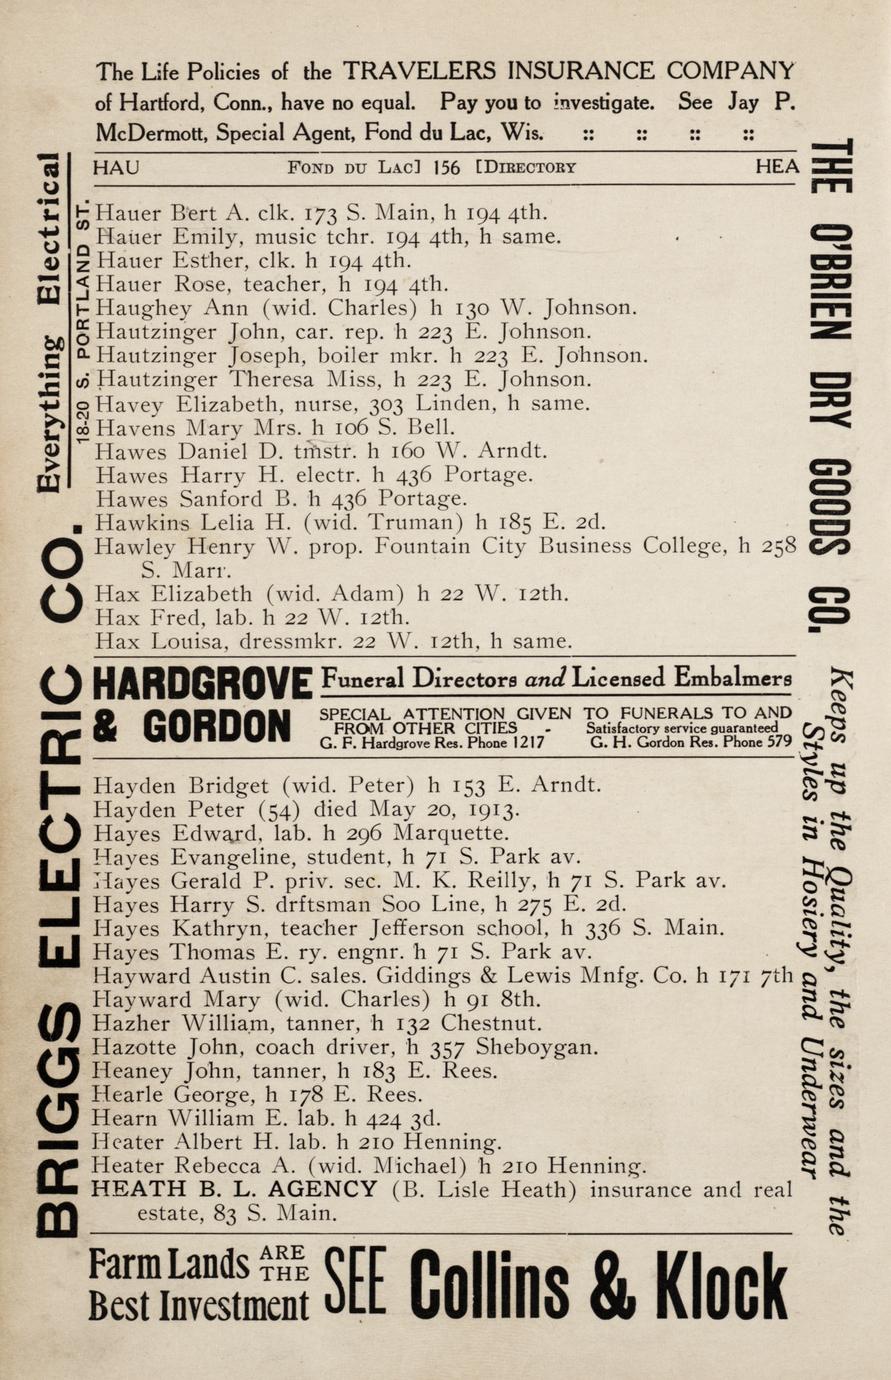 The Life Policies of the TRAVELERS INSURANCE COMPANY
of Hartford, Conn., have no equal. Pay you to investigate. See Jay P.
McDermott, Special Agent, Fond du Lac, Wis. :: :: :: ::
HAU FOND DU LAC] 156 [DIRECTORY HEA
Hauer Bert A. clk. 173 S. Main, h 194 4th.
Hauer Emily, music tchr. 194 4th, h same.
Hauer Esther, clk. h 194 4th.
Hauer Rose, teacher, h 194 4th.
Haughey Ann (wid. Charles) h 130 W. Johnson.
Hautzinger John, car. rep. h 223 E. Johnson.
Hautzinger Joseph, boiler mkr. h 223 E. Johnson.
Hautzinger Theresa Miss, h 223 E. Johnson.
Havey Elizabeth, nurse, 303 Linden, h same.
Havens Mary Mrs. h 106 S. Bell.
Hawes Daniel D. tmstr. h 160 W. Arndt.
Hawes Harry H. electr. h 436 Portage.
Hawes Sanford B. h 436 Portage.
Hawkins Lelia H. (wid. Truman) h 185 E. 2d.
Hawley Henry W. prop. Fountain City Business College, h 258
S. Marr.
Hax Elizabeth (wid. Adam) h 22 W. 12th.
Hax Fred, lab. h 22 W. 12th.
Hax Louisa, dressmkr. 22 W. 12th, h same.
HARDGROVE & GORDON
Funeral Directors and Licensed Embalmers
SPECIAL ATTENTION GIVEN TO FUNERALS TO AND
FROM OTHER CITIES - Satisfactory service guaranteed
G. F. Hardgrove Res. Phone 1217 G. H. Gordon Res. Phone 579
Hayden Bridget (wid. Peter) h 153 E. Arndt.
Hayden Peter (54) died May 20, 1913.
Hayes Edward, lab. h 296 Marquette.
Hayes Evangeline, student, h 71 S. Park av.
Hayes Gerald P. priv. sec. M. K. Reilly, h 71 S. Park av.
Hayes Harry S. drftsman Soo Line, h 275 E. 2d.
Hayes Kathryn, teacher Jefferson school, h 336 S. Main.
Hayes Thomas E. ry. engnr. h 71 S. Park av.
Hayward Austin C. sales. Giddings & Lewis Mnfg. Co. h 171 7th
Hayward Mary (wid. Charles) h 91 8th.
Hazher William, tanner, h 132 Chestnut.
Hazotte John, coach driver, h 357 Sheboygan.
Heaney John, tanner, h 183 E. Rees.
Hearle George, h 178 E. Rees.
Hearn William E. lab. h 424 3d.
Heater Albert H. lab. h 210 Henning.
Heater Rebecca A. (wid. Michael) h 210 Henning.
HEATH B. L. AGENCY (B. Lisle Heath) insurance and real
estate, 83 S. Main.
Farm Lands ARE THE
Best Investment
SEE Collins & Klock
BRIGGS ELECTRIC CO.
Everything Electrical
18-20 S. PORTLAND ST.
THE O'BRIEN DRY GOODS CO.
Keeps up the Quality, the sizes and the
Styles in Hosiery and Underwear